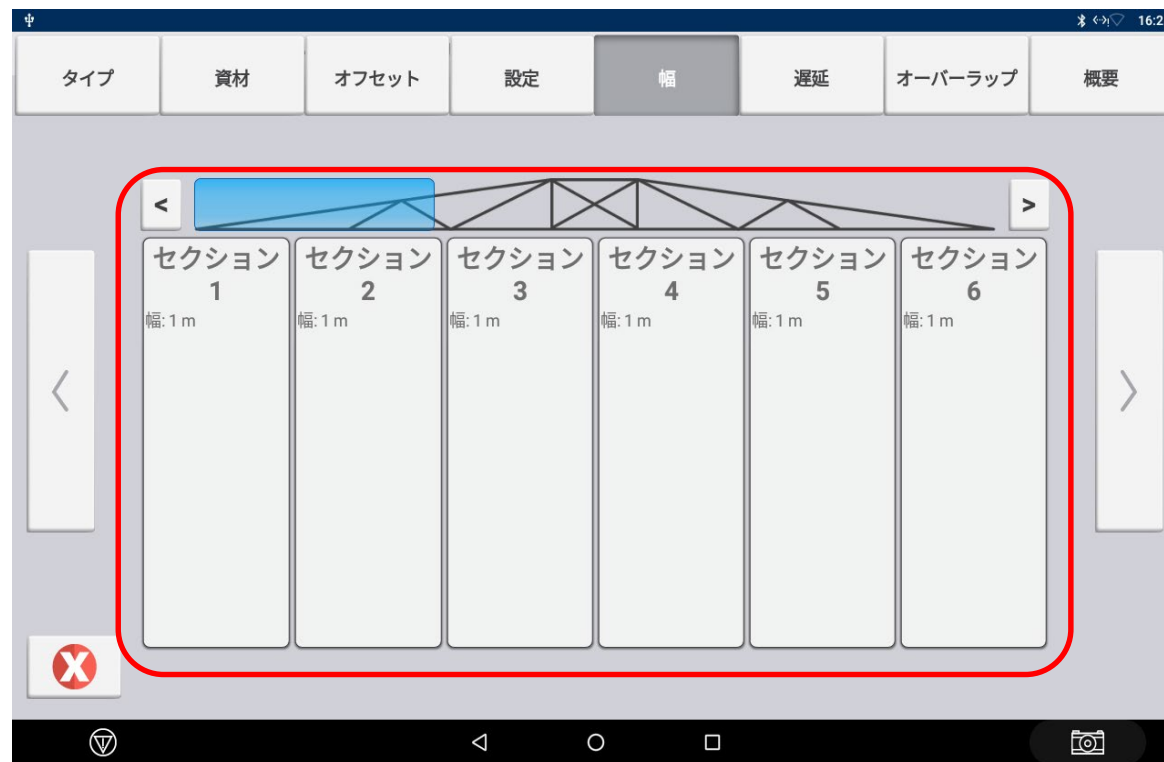 16:2
タイプ
資材
オフセット
設定
幅
遅延
オーバーラップ
概要
<
>
セクション
1
幅: 1 m
セクション
2
幅: 1 m
セクション
3
幅: 1 m
セクション
4
幅: 1 m
セクション
5
幅: 1 m
セクション
6
幅: 1 m